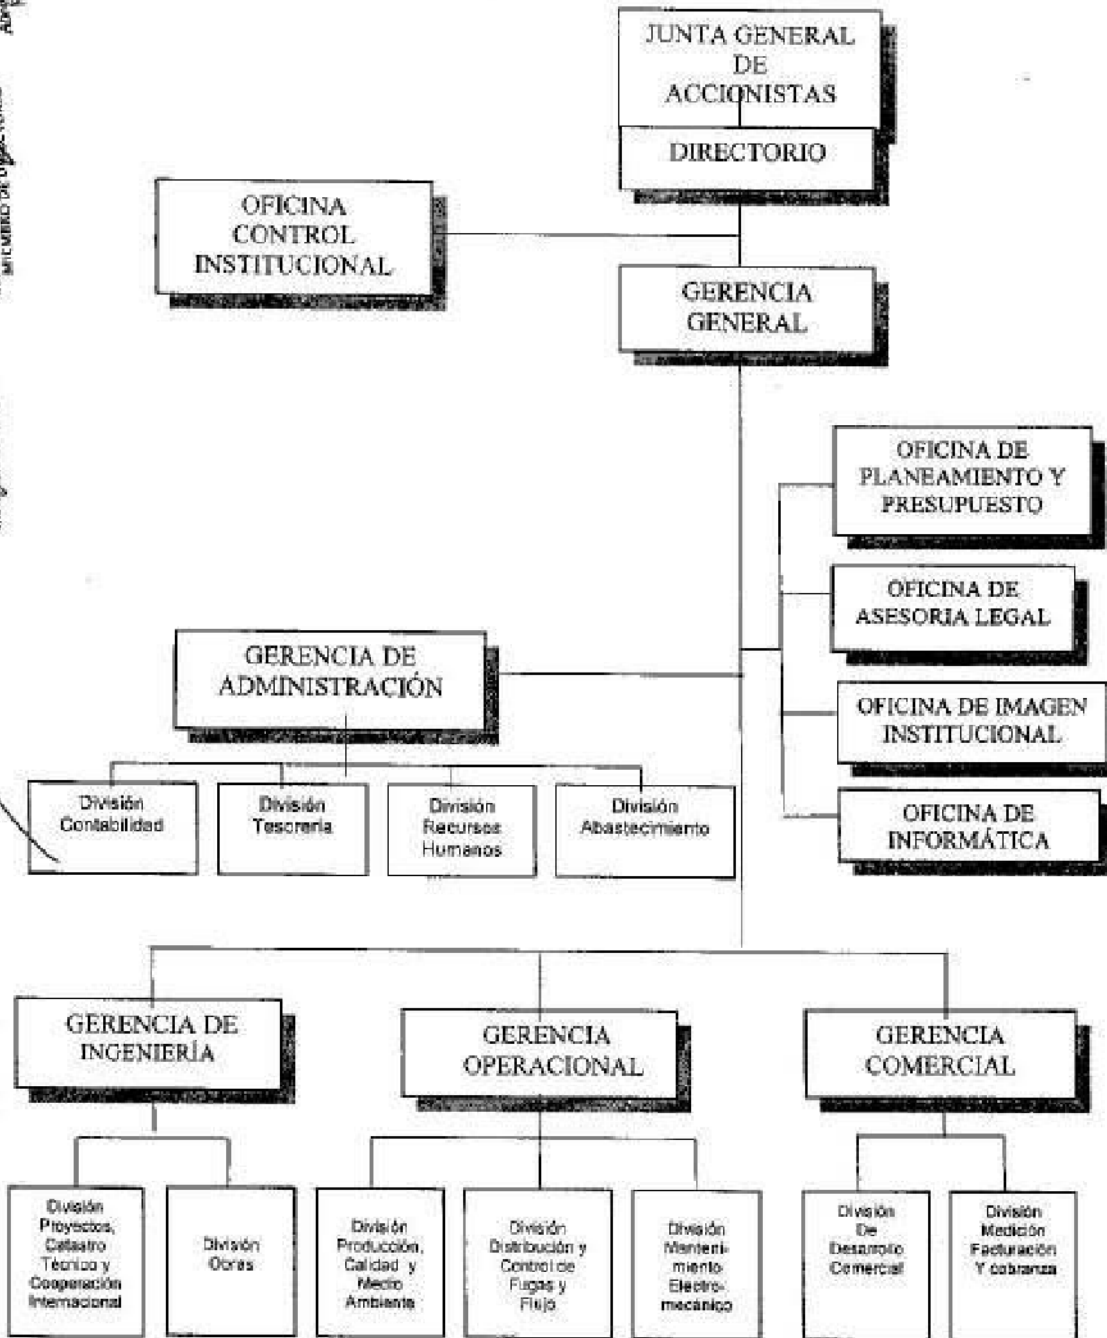 JUNTA GENERAL
DE
ACCIONISTAS
DIRECTORIO
OFICINA
CONTROL
INSTITUCIONAL
GERENCIA
GENERAL
OFICINA DE
PLANEAMIENTO Y
PRESUPUESTO
OFICINA DE
ASESORIA LEGAL
OFICINA DE IMAGEN
INSTITUCIONAL
OFICINA DE
INFORMÁTICA
GERENCIA DE
ADMINISTRACIÓN
División
Contabilidad
División
Tesorería
División
Recursos
Humanos
División
Abastecimiento
GERENCIA DE
INGENIERÍA
GERENCIA
OPERACIONAL
GERENCIA
COMERCIAL
División
Proyectos,
Catastro
Técnico y
Cooperación
Internacional
División
Obras
División
Producción,
Calidad y
Medio
Ambiente
División
Distribución y
Control de
Fugas y
Flujo
División
Manteni-
miento
Electro-
mecánico
División
De
Desarrollo
Comercial
División
Medición
Facturación
Y cobranza
MIEMBRO DE